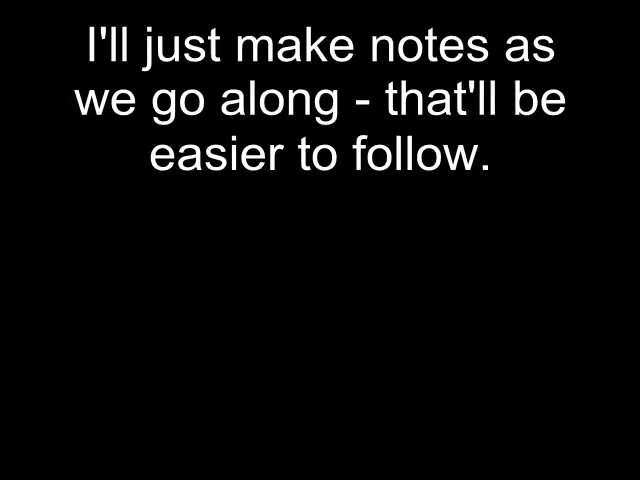 I'll just make notes as
we go along - that'll be
easier to follow.